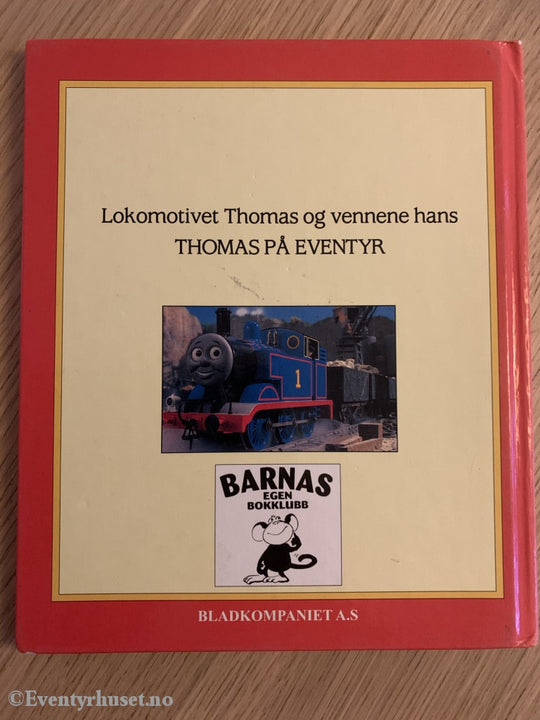 Lokomotivet Thomas og vennene hans
THOMAS PÅ EVENTYR
1
BARNAS
EGEN
BOKKLUBB
BLADKOMPANIET A.S
©Eventyrhuset.no